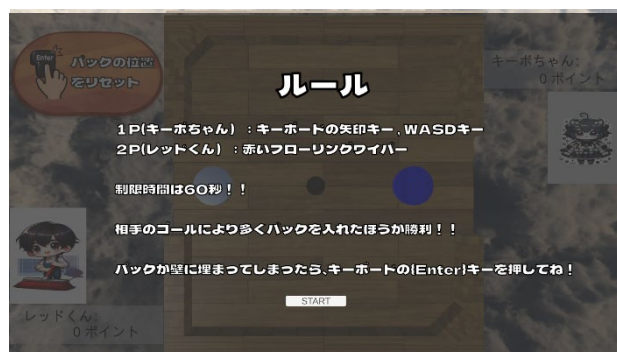 Enter
パックの位置
をリセット
キーボちゃん:
0ポイント
ルール
1P(キーボちゃん) : キーボードの矢印キー、WASDキー
2P(レッドくん) : 赤いフローリングワイパー
制限時間は60秒!!
相手のゴールにより多くパックを入れたほうが勝利!!
パックが壁に埋まってしまったら、キーボードの[Enter]キーを押してね!
START
レッドくん:
0ポイント